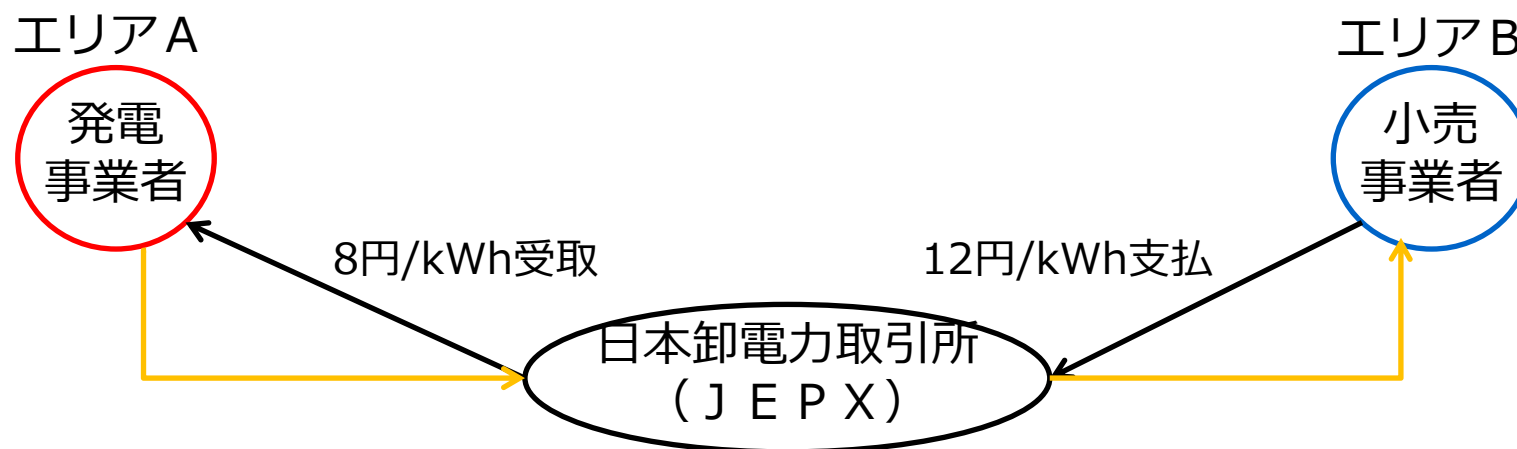 エリアＡ
エリアＢ
発電
事業者
小売
事業者
8円/kWh受取
12円/kWh支払
日本卸電力取引所
（ＪＥＰＸ）